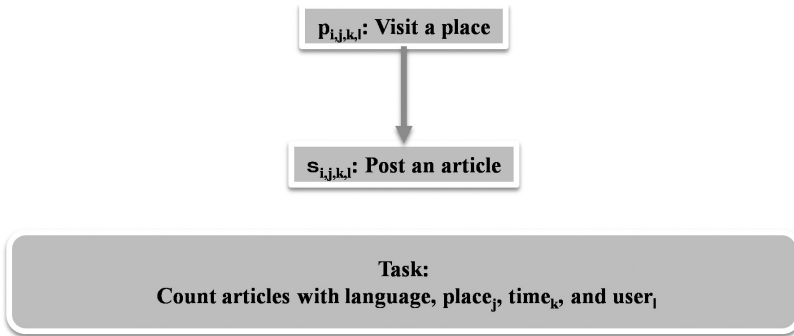 p_{i,j,k,l}: Visit a place
s_{i,j,k,l}: Post an article
Task:
Count articles with language, place_j, time_k, and user_l